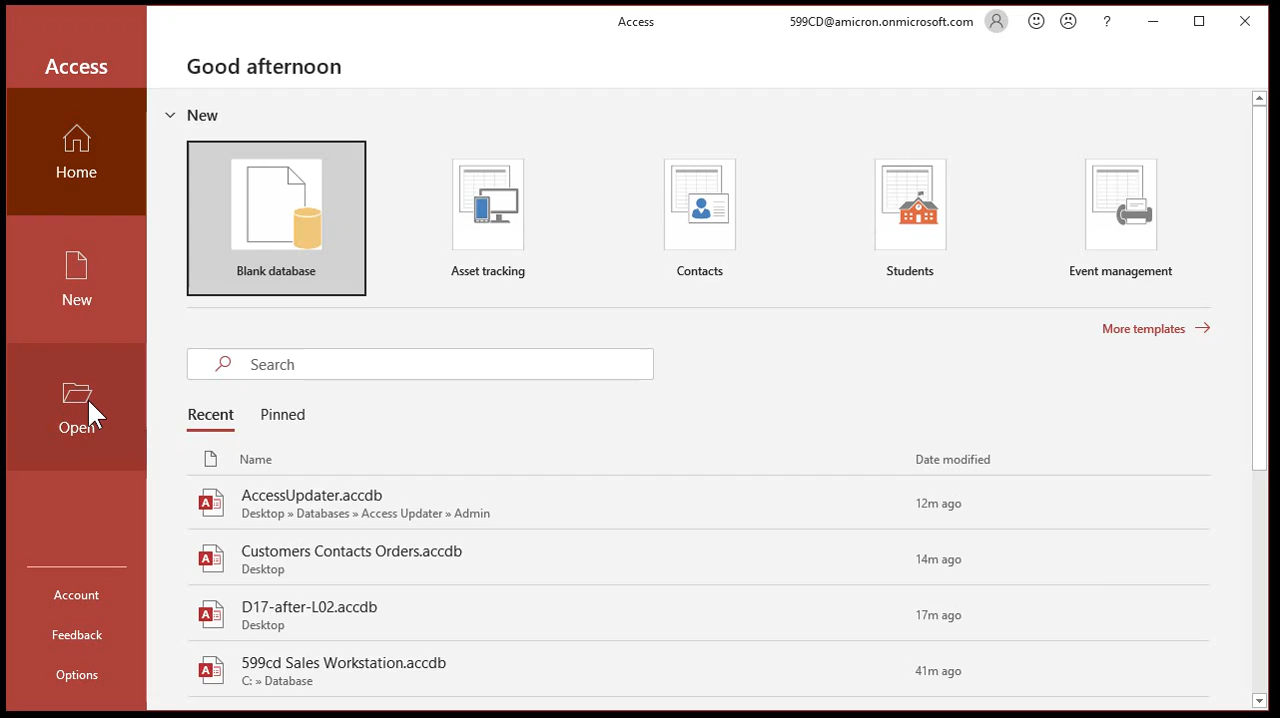 Access
599CD@amicron.onmicrosoft.com
?
Access
Good afternoon
Home
New
Open
Account
Feedback
Options
New
Blank database
Asset tracking
Contacts
Students
Event management
More templates
Search
Recent
Pinned
Name
Date modified
AccessUpdater.accdb
Desktop » Databases » Access Updater » Admin
12m ago
Customers Contacts Orders.accdb
Desktop
14m ago
D17-after-L02.accdb
Desktop
17m ago
599cd Sales Workstation.accdb
C: » Database
41m ago